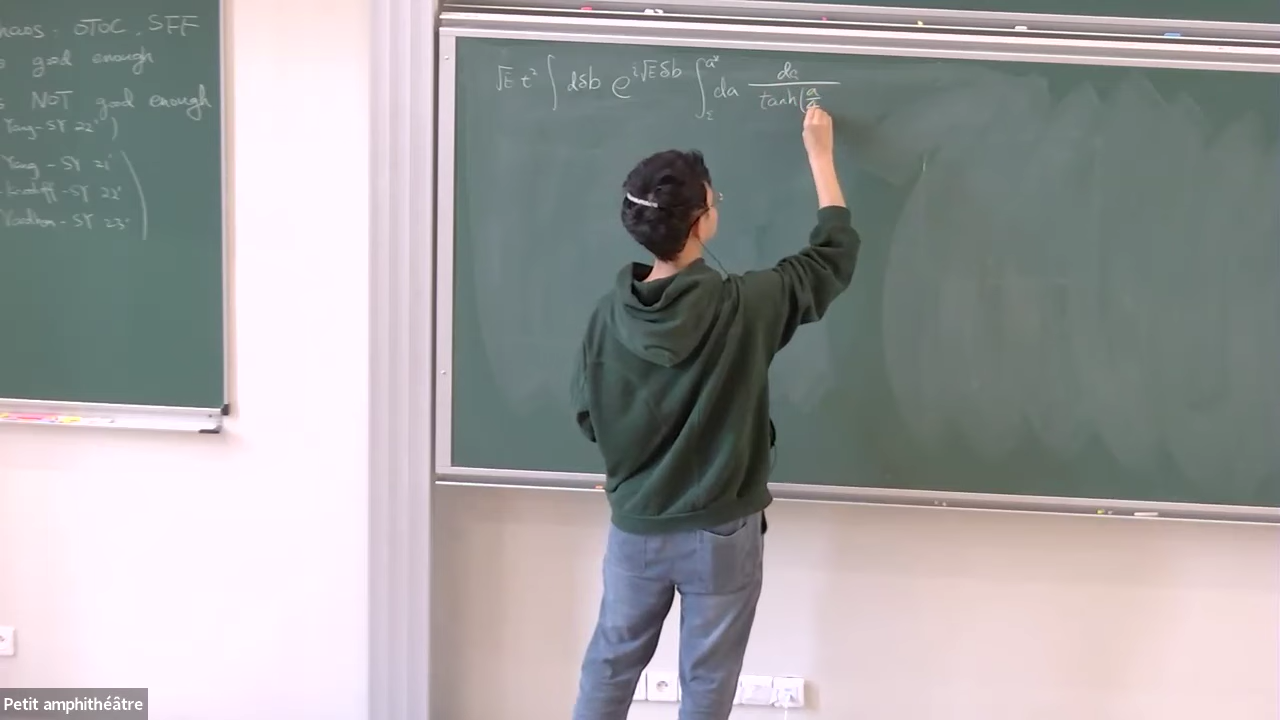 haos. OTOC, SFF
good enough
NOT good enough
Yang-SY 22')
Yang-SY 21'
-SY 22'
-SY 23'
√E t² ∫ dδb e^{i√E δb} ∫_ε^{a*} da da/tanh(a/
Petit amphithéâtre